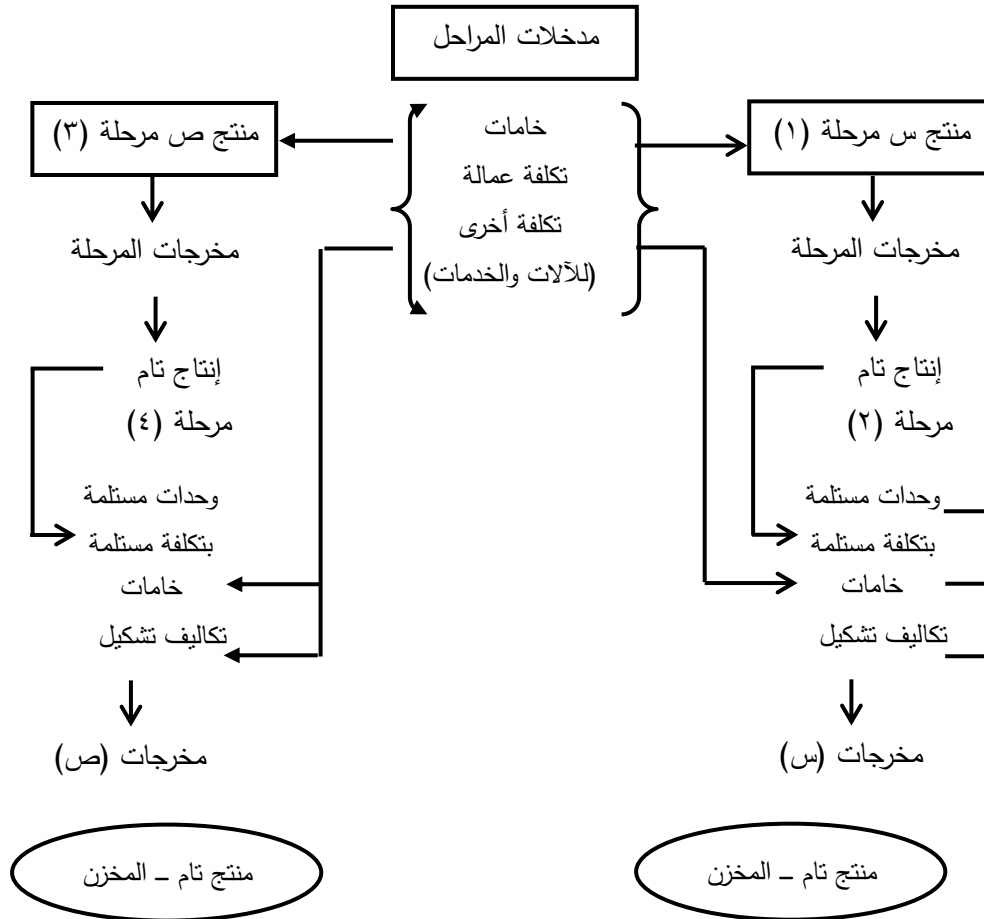 مدخلات المراحل
خامات
تكلفة عمالة
تكلفة أخرى
(للآلات والخدمات)
منتج س مرحلة (١)
مخرجات المرحلة
إنتاج تام
مرحلة (٢)
وحدات مستلمة
بتكلفة مستلمة
خامات
تكاليف تشكيل
مخرجات (س)
منتج تام – المخزن
منتج ص مرحلة (٣)
مخرجات المرحلة
إنتاج تام
مرحلة (٤)
وحدات مستلمة
بتكلفة مستلمة
خامات
تكاليف تشكيل
مخرجات (ص)
منتج تام – المخزن